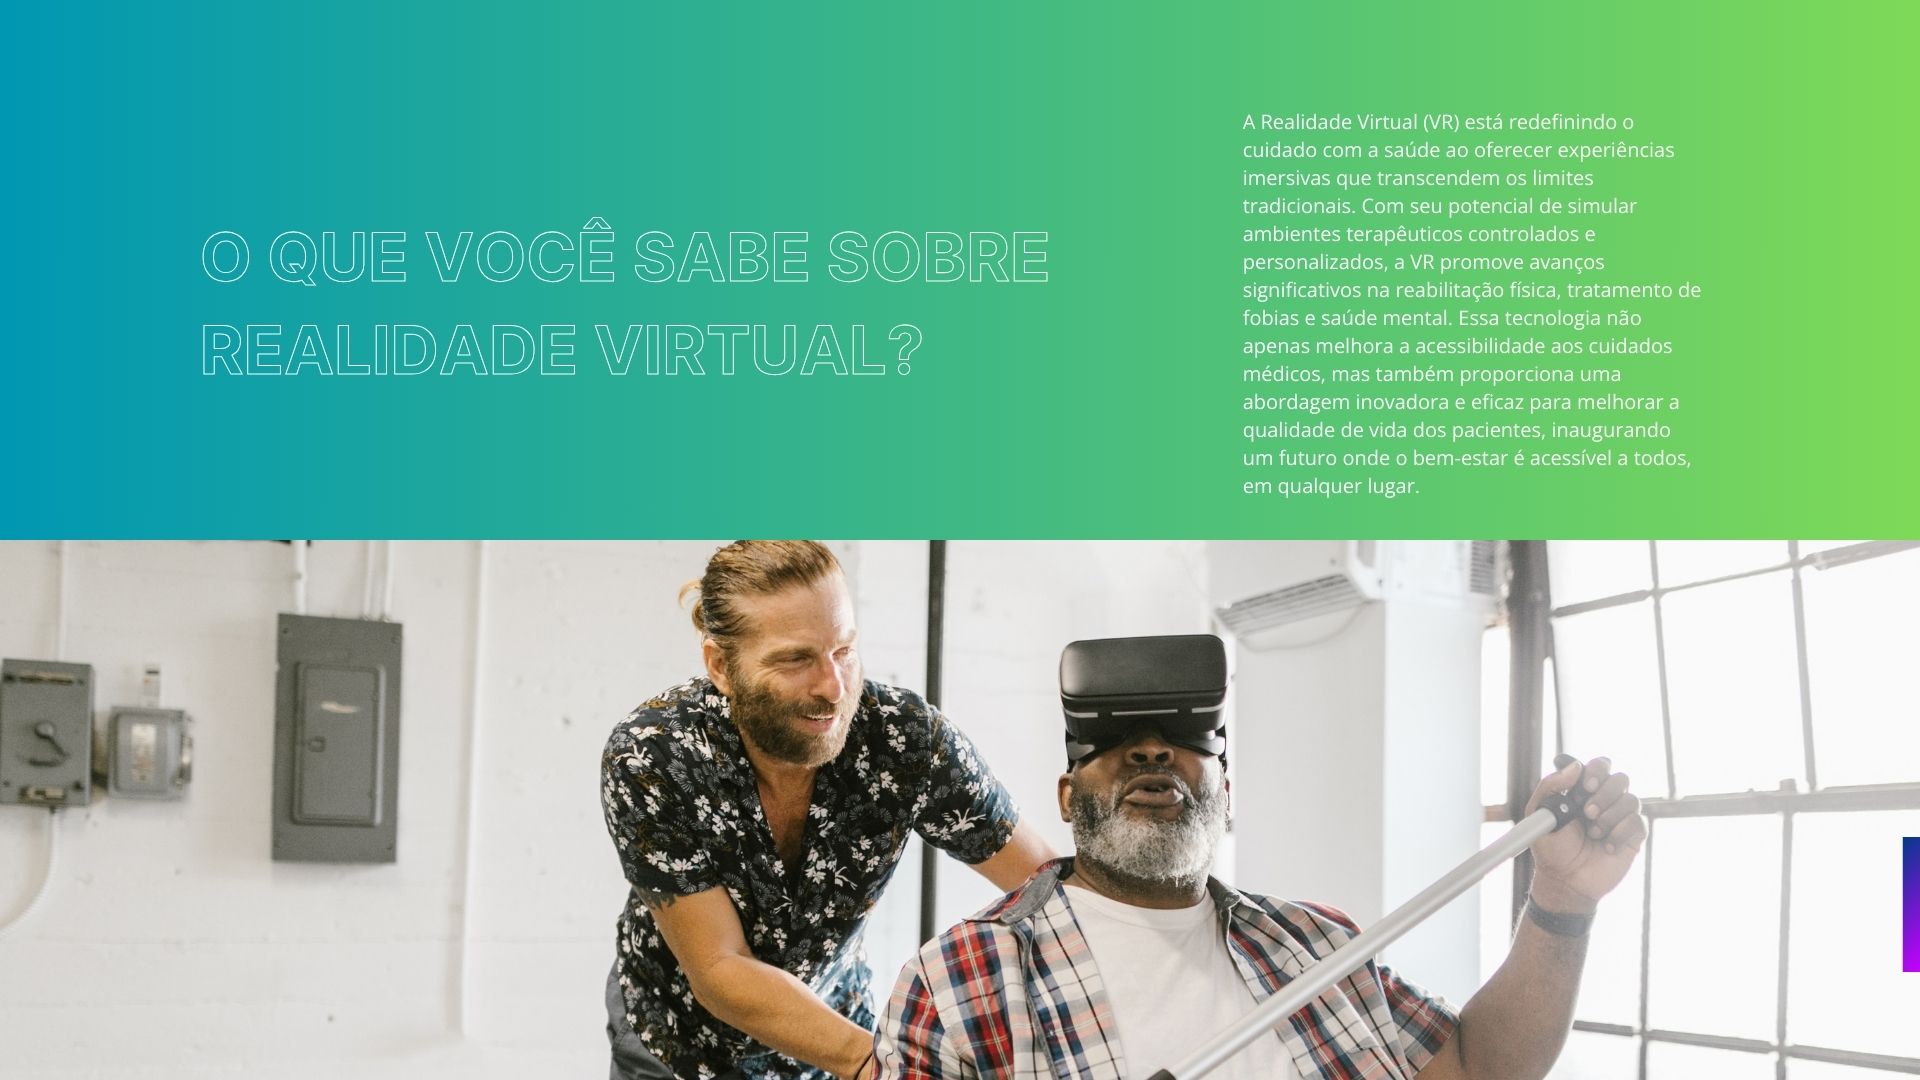 O QUE VOCÊ SABE SOBRE
REALIDADE VIRTUAL?
A Realidade Virtual (VR) está redefinindo o
cuidado com a saúde ao oferecer experiências
imersivas que transcendem os limites
tradicionais. Com seu potencial de simular
ambientes terapêuticos controlados e
personalizados, a VR promove avanços
significativos na reabilitação física, tratamento de
fobias e saúde mental. Essa tecnologia não
apenas melhora a acessibilidade aos cuidados
médicos, mas também proporciona uma
abordagem inovadora e eficaz para melhorar a
qualidade de vida dos pacientes, inaugurando
um futuro onde o bem-estar é acessível a todos,
em qualquer lugar.